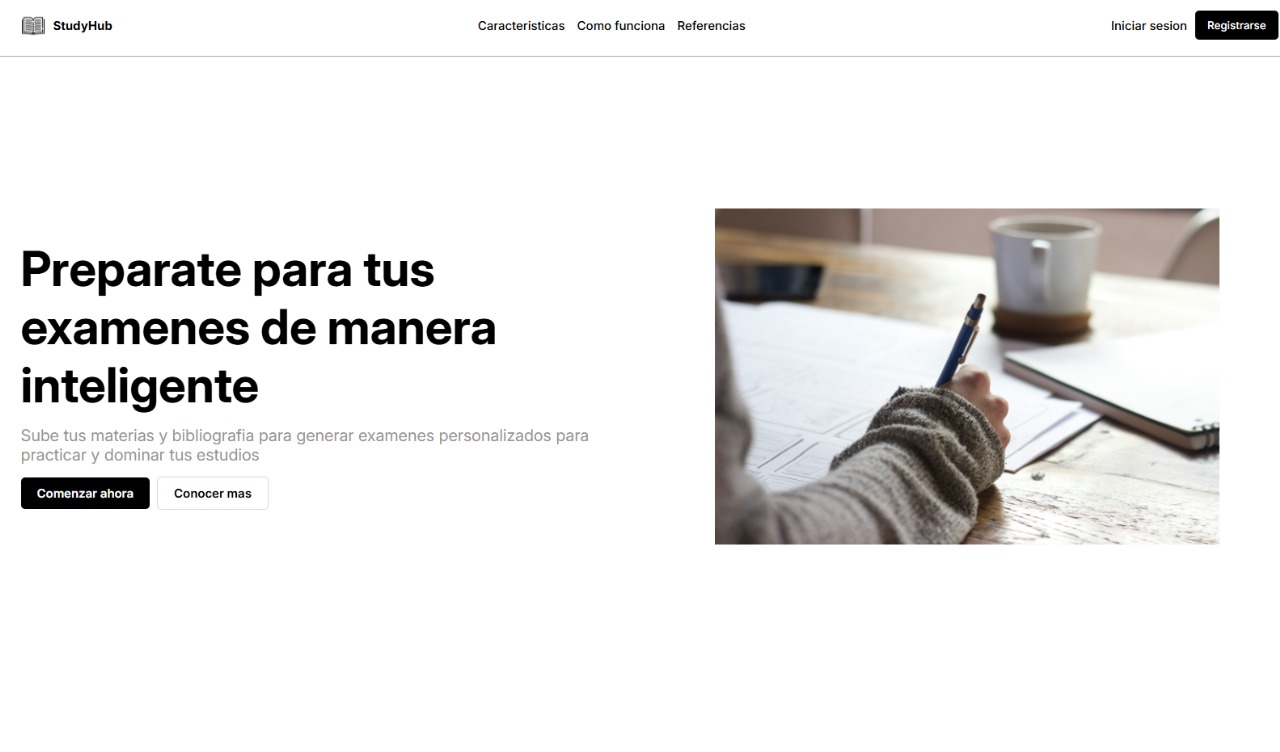 StudyHub
Caracteristicas
Como funciona
Referencias
Iniciar sesion
Registrarse
Preparate para tus
examenes de manera
inteligente
Sube tus materias y bibliografia para generar examenes personalizados para
practicar y dominar tus estudios
Comenzar ahora
Conocer mas